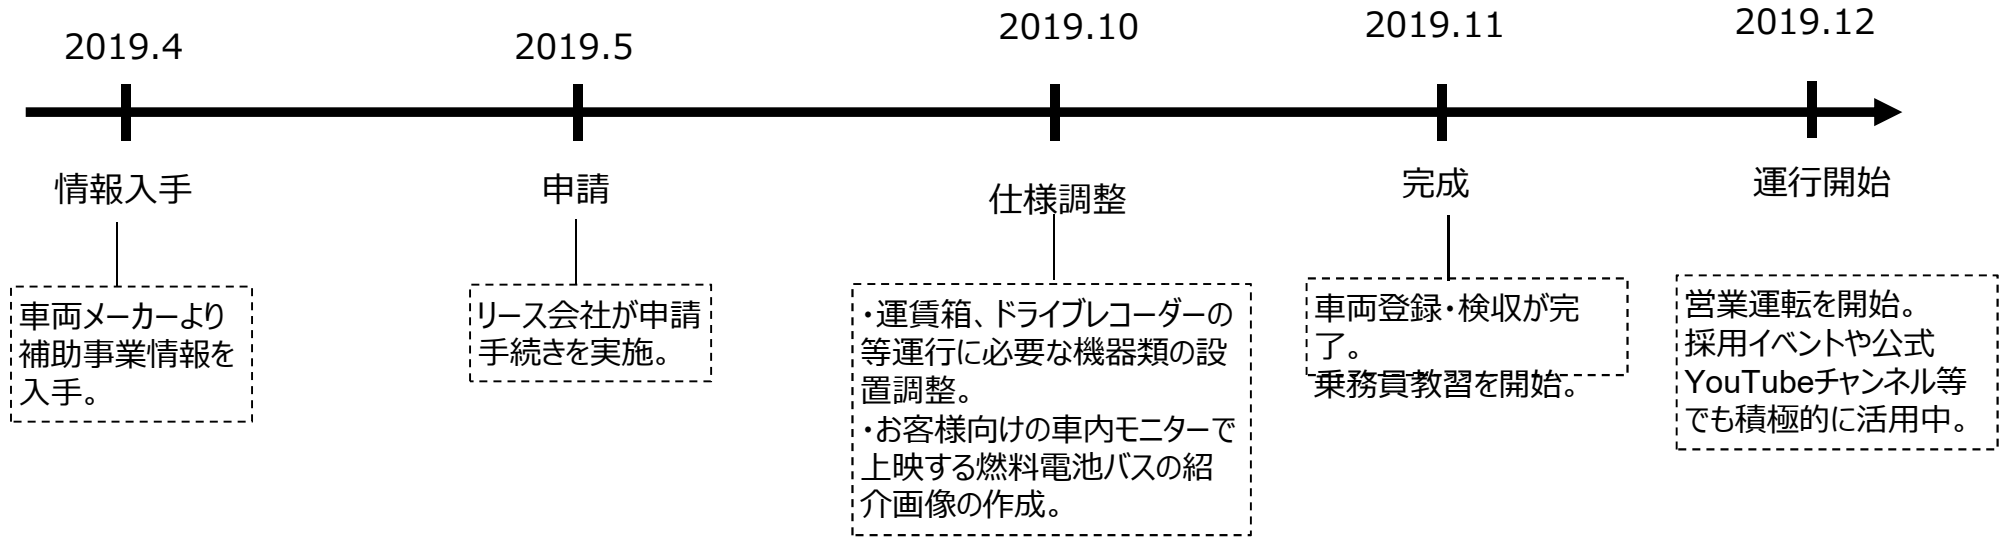 2019.4
2019.5
2019.10
2019.11
2019.12
情報入手
申請
仕様調整
完成
運行開始
車両メーカーより
補助事業情報を
入手。
リース会社が申請
手続きを実施。
・運賃箱、ドライブレコーダーの
等運行に必要な機器類の設
置調整。
・お客様向けの車内モニターで
上映する燃料電池バスの紹
介画像の作成。
車両登録・検収が完
了。
乗務員教習を開始。
営業運転を開始。
採用イベントや公式
YouTubeチャンネル等
でも積極的に活用中。